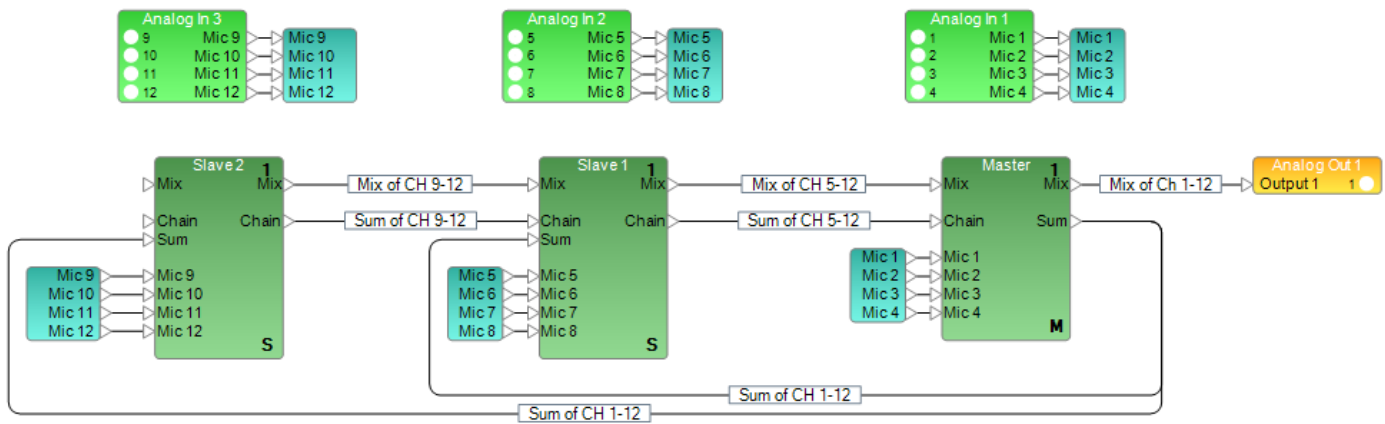 Analog In 3
9 Mic 9 Mic 9
10 Mic 10 Mic 10
11 Mic 11 Mic 11
12 Mic 12 Mic 12
Analog In 2
5 Mic 5 Mic 5
6 Mic 6 Mic 6
7 Mic 7 Mic 7
8 Mic 8 Mic 8
Analog In 1
1 Mic 1 Mic 1
2 Mic 2 Mic 2
3 Mic 3 Mic 3
4 Mic 4 Mic 4
Slave 2 1
Mix Mix
Chain Chain
Sum
Mic 9 Mic 9
Mic 10 Mic 10
Mic 11 Mic 11
Mic 12 Mic 12
S
Mix of CH 9-12
Sum of CH 9-12
Slave 1 1
Mix Mix
Chain Chain
Sum
Mic 5 Mic 5
Mic 6 Mic 6
Mic 7 Mic 7
Mic 8 Mic 8
S
Mix of CH 5-12
Sum of CH 5-12
Master 1
Mix Mix
Chain Sum
Mic 1 Mic 1
Mic 2 Mic 2
Mic 3 Mic 3
Mic 4 Mic 4
M
Mix of Ch 1-12
Analog Out 1
Output 1 1
Sum of CH 1-12
Sum of CH 1-12